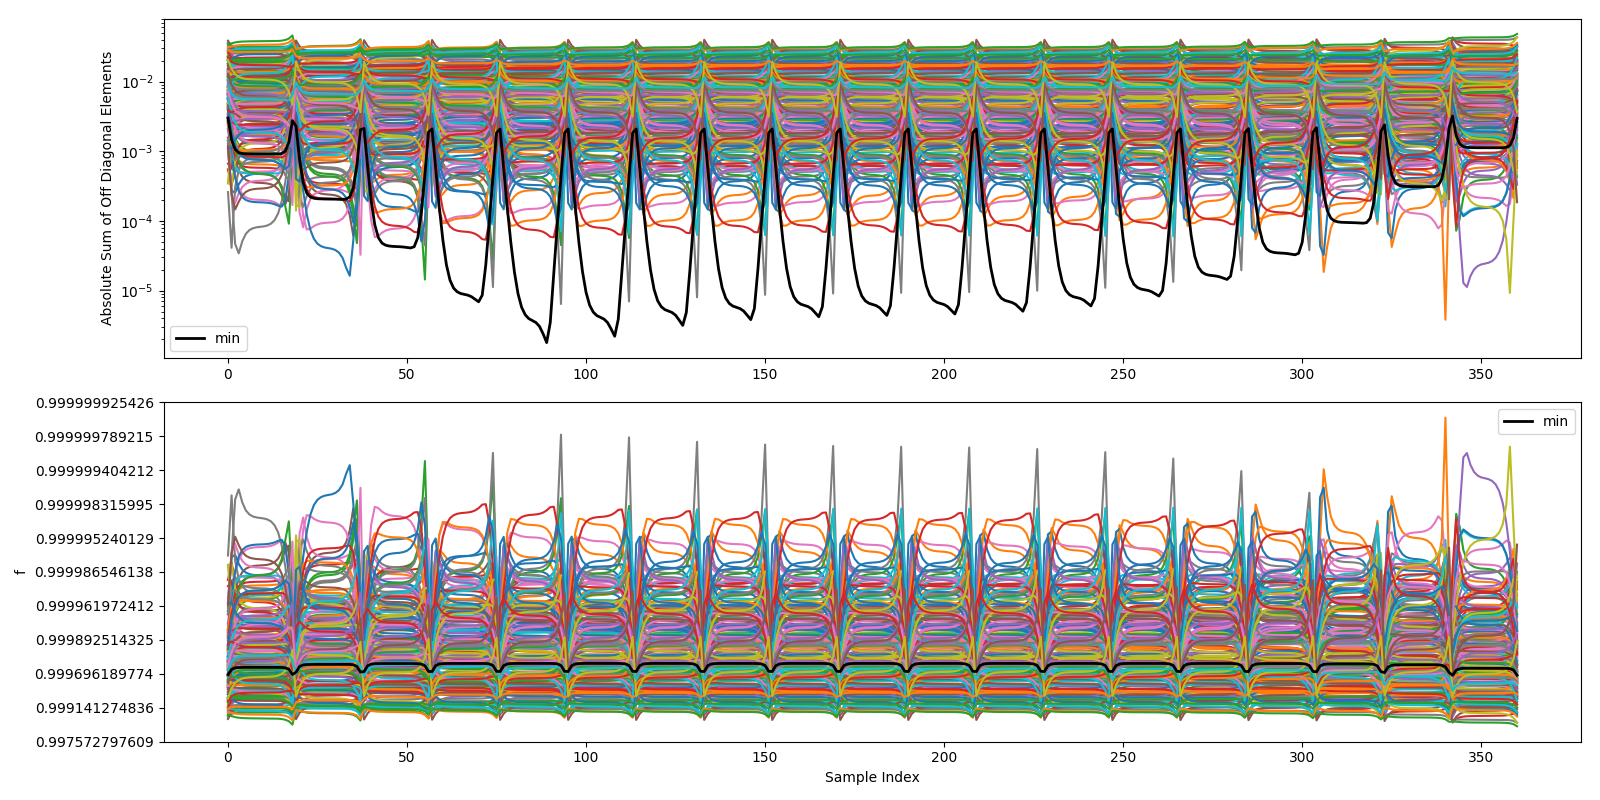 Absolute Sum of Off Diagonal Elements
10⁻²
10⁻³
10⁻⁴
10⁻⁵
min
0 50 100 150 200 250 300 350
f
0.999999925426
0.999999789215
0.999999404212
0.999998315995
0.999995240129
0.999986546138
0.999961972412
0.999892514325
0.999696189774
0.999141274836
0.997572797609
min
0 50 100 150 200 250 300 350
Sample Index